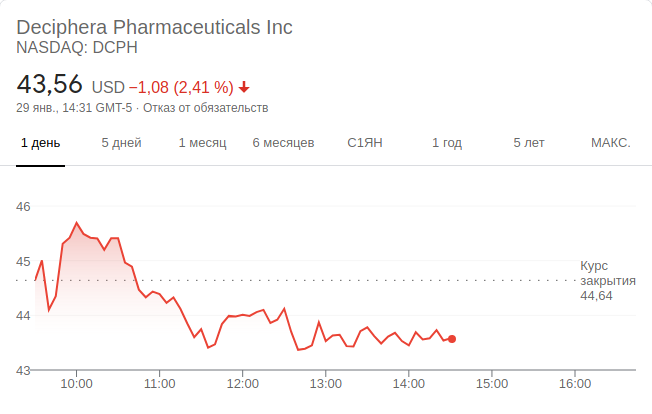 Deciphera Pharmaceuticals Inc
NASDAQ: DCPH
43,56 USD −1,08 (2,41 %)
29 янв., 14:31 GMT-5 · Отказ от обязательств
1 день 5 дней 1 месяц 6 месяцев С1ЯН 1 год 5 лет МАКС.
46
45
44
43
Курс
закрытия
44,64
10:00 11:00 12:00 13:00 14:00 15:00 16:00